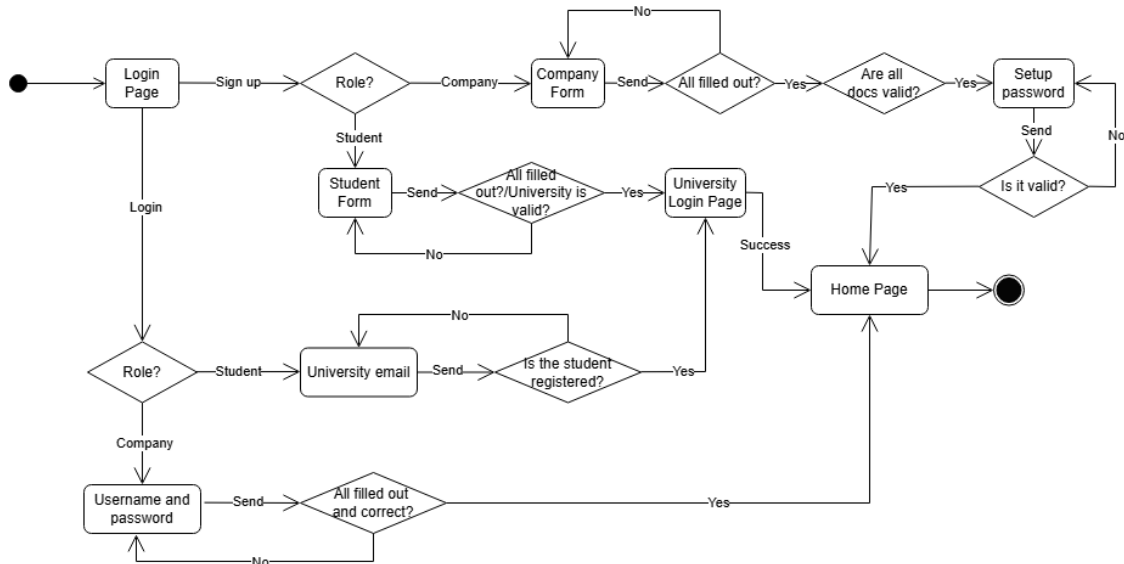 No
Login
Page
Sign up
Role?
Company
Company
Form
Send
All filled out?
Yes
Are all
docs valid?
Yes
Setup
password
Send
No
Student
Student
Form
Send
All filled
out?/University is
valid?
Yes
University
Login Page
Yes
Is it valid?
Login
No
Success
Home Page
No
Role?
Student
University email
Send
Is the student
registered?
Yes
Company
Username and
password
Send
All filled out
and correct?
Yes
No